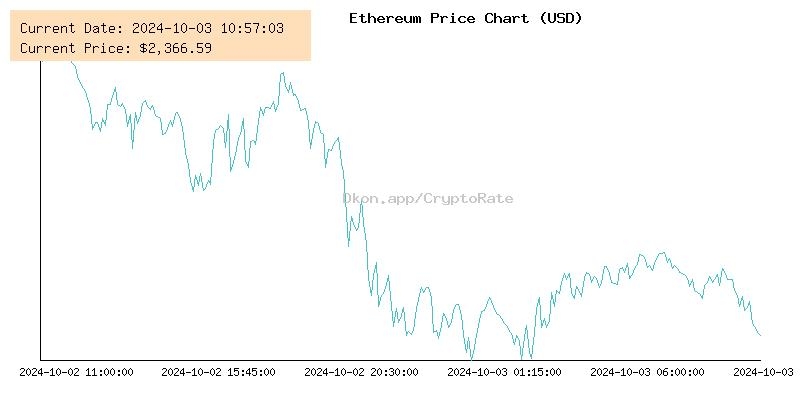 Ethereum Price Chart (USD)
Current Date: 2024-10-03 10:57:03
Current Price: $2,366.59
Dkon.app/CryptoRate
2024-10-02 11:00:00 2024-10-02 15:45:00 2024-10-02 20:30:00 2024-10-03 01:15:00 2024-10-03 06:00:00 2024-10-03